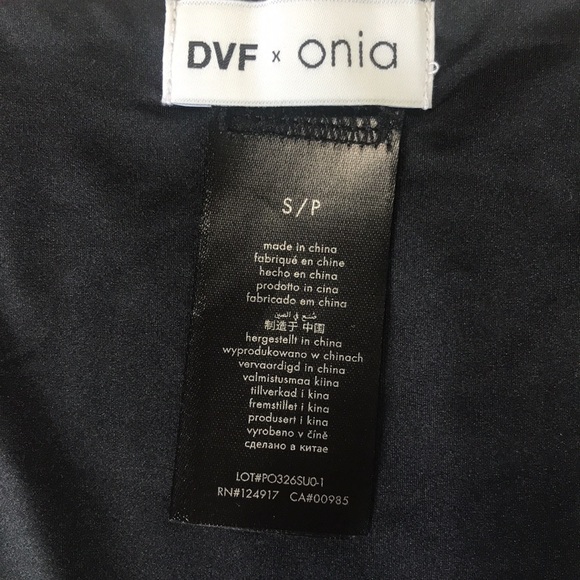 DVF x onia
S/P
made in china
fabriqué en chine
hecho en china
prodotto in cina
fabricado em china
صنع في الصين
制造于 中国
hergestellt in china
wyprodukowano w chinach
vervaardigd in china
valmistusmaa kiina
tillverkad i kina
fremstillet i kina
produsert i kina
vyrobeno v číně
сделано в китае
LOT#PO326SU0-1
RN#124917 CA#00985